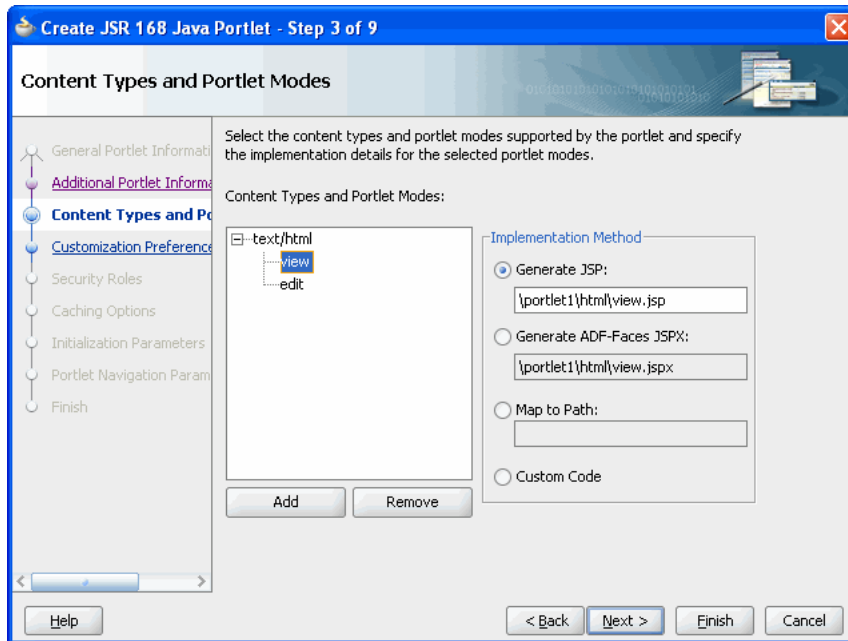 Create JSR 168 Java Portlet - Step 3 of 9
Content Types and Portlet Modes
Select the content types and portlet modes supported by the portlet and specify
the implementation details for the selected portlet modes.
General Portlet Informati
Additional Portlet Informa
Content Types and Po
Customization Preference
Security Roles
Caching Options
Initialization Parameters
Portlet Navigation Param
Finish
Content Types and Portlet Modes:
text/html
view
edit
Add
Remove
Implementation Method
Generate JSP:
\portlet1\html\view.jsp
Generate ADF-Faces JSPX:
\portlet1\html\view.jspx
Map to Path:
Custom Code
Help
< Back
Next >
Finish
Cancel